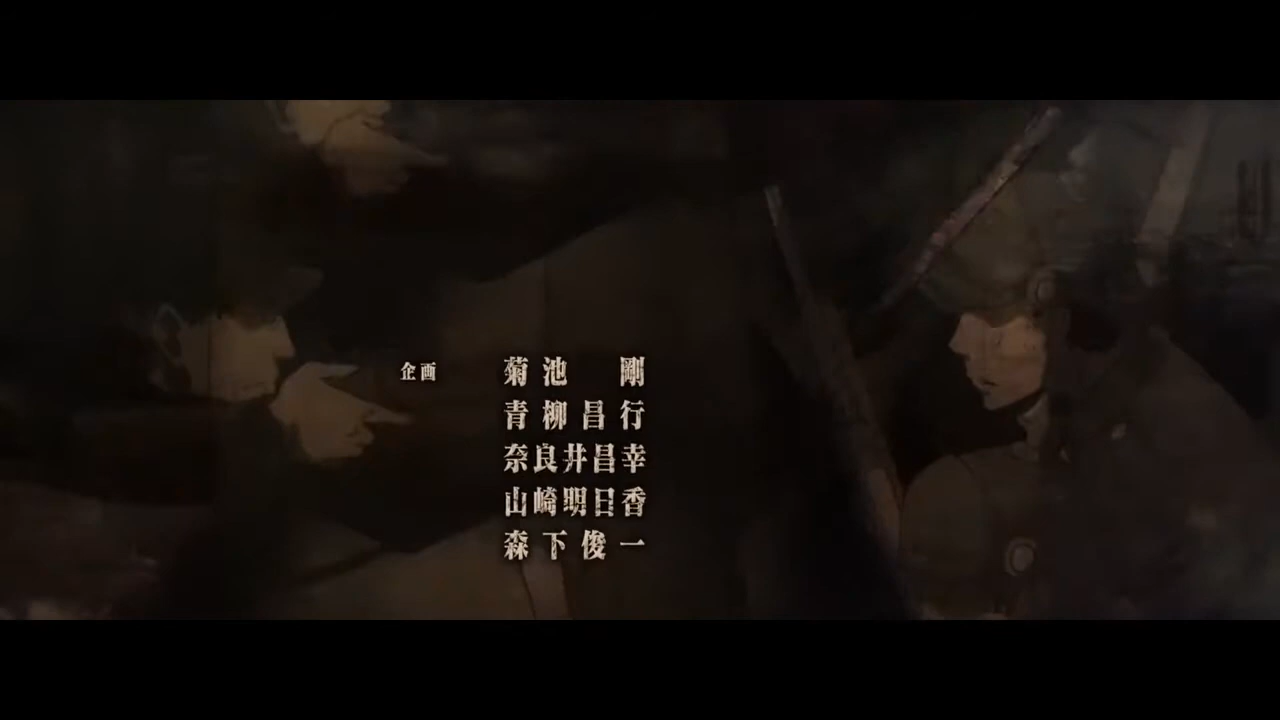 企画 菊池 剛
青柳昌行
奈良井昌幸
山崎明日香
森下俊一